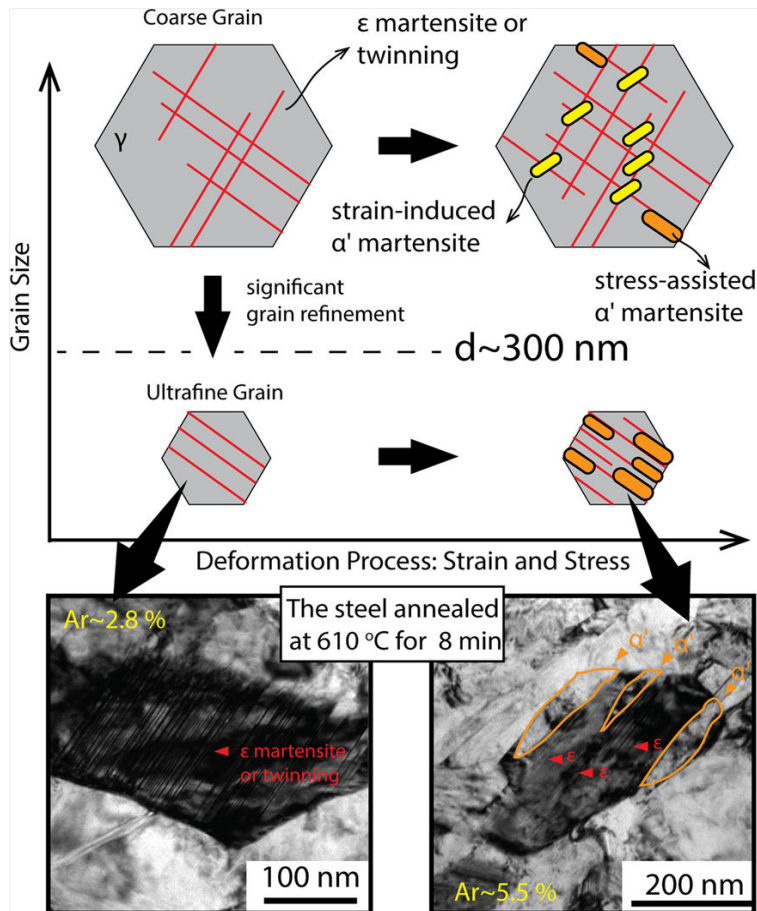 Coarse Grain
ε martensite or
twinning
γ
strain-induced
α' martensite
stress-assisted
α' martensite
Grain Size
significant
grain refinement
d~300 nm
Ultrafine Grain
Deformation Process: Strain and Stress
The steel annealed
at 610 °C for 8 min
Ar~2.8 %
ε martensite
or twinning
100 nm
α'
α'
α'
ε
ε
ε
Ar~5.5 %
200 nm